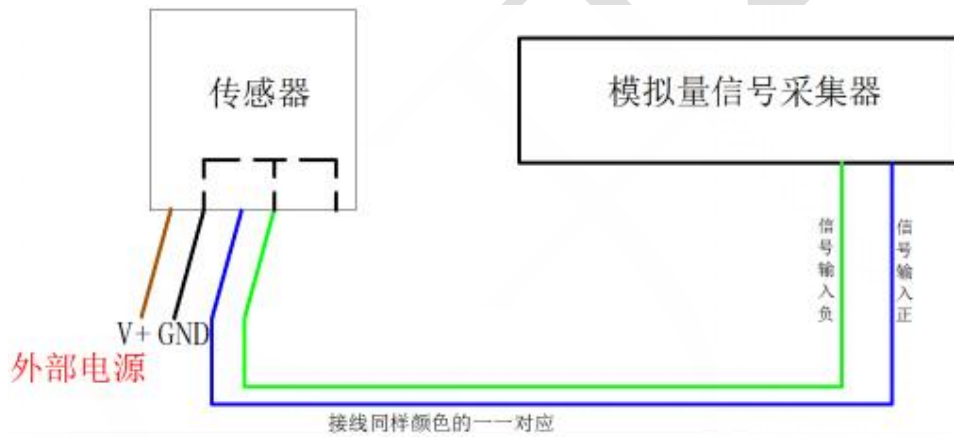 传感器
模拟量信号采集器
信号输入负
信号输入正
V+ GND
外部电源
接线同样颜色的一一对应